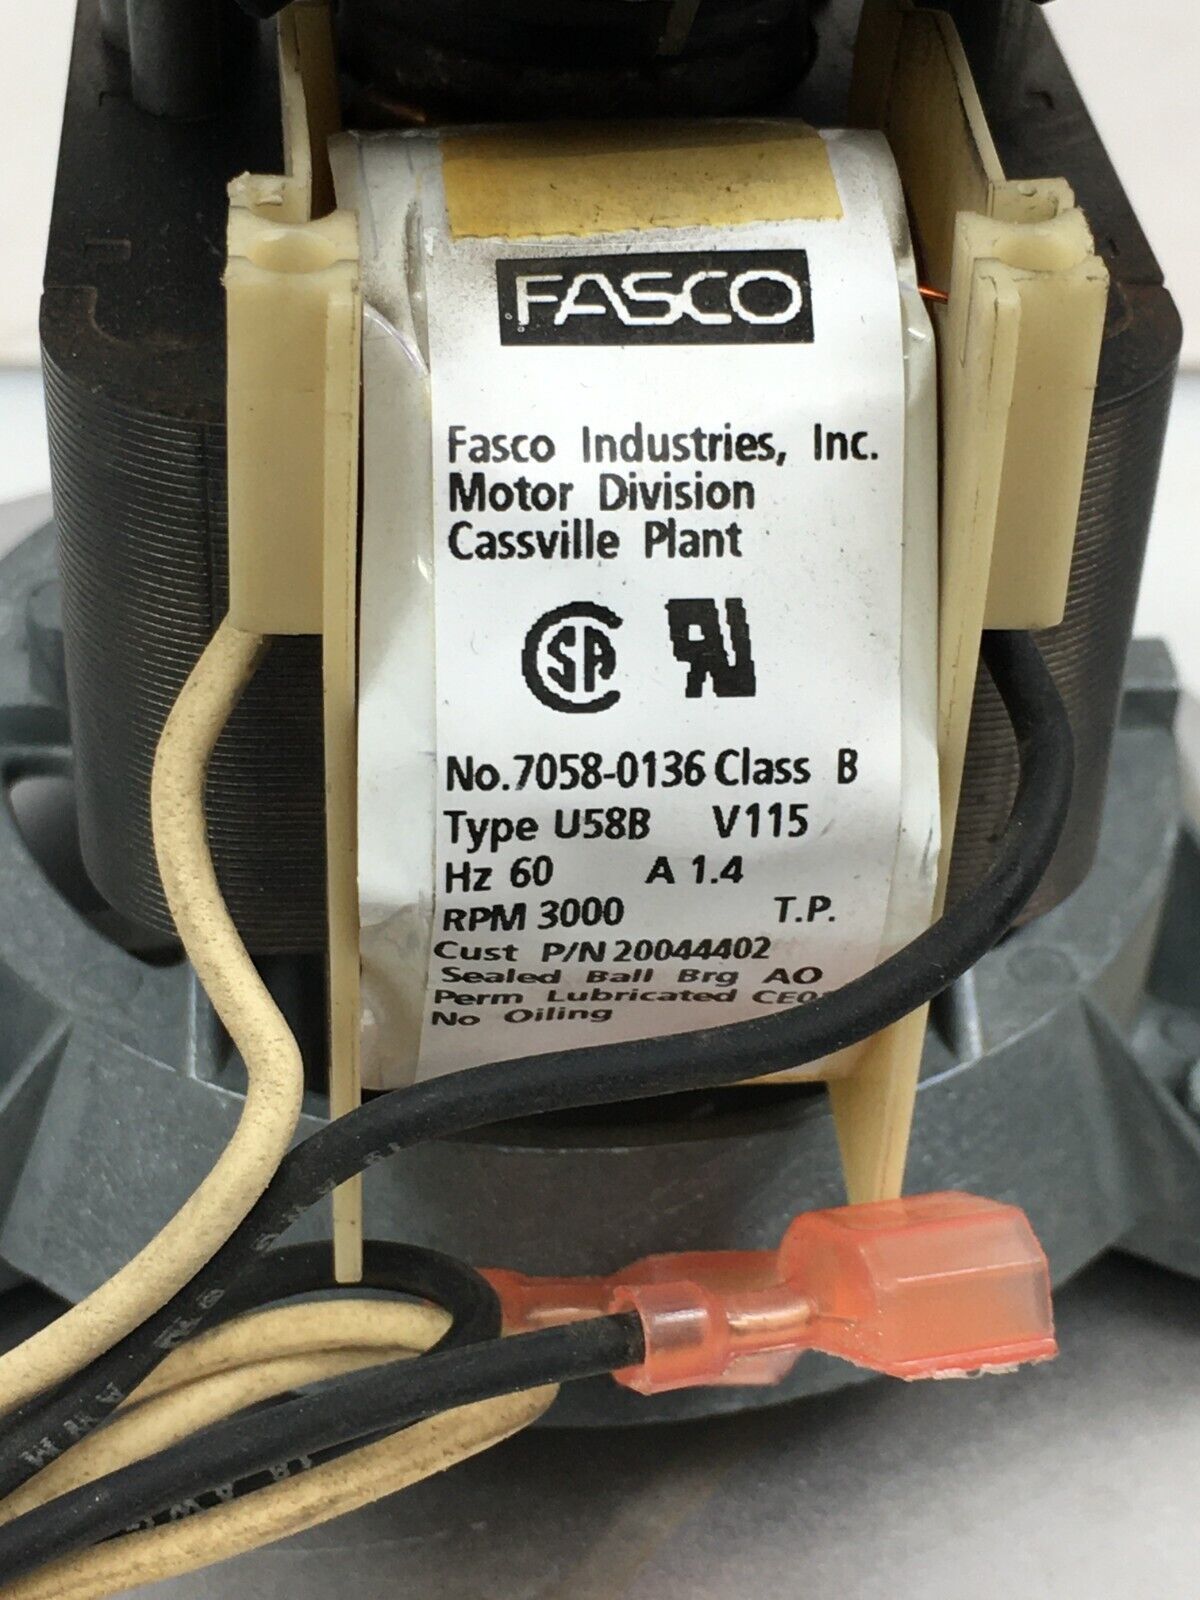 FASCO
Fasco Industries, Inc.
Motor Division
Cassville Plant
No.7058-0136 Class B
Type U58B V115
Hz 60 A 1.4
RPM 3000 T.P.
Cust P/N 20044402
Sealed Ball Brg AO
Perm Lubricated
No Oiling